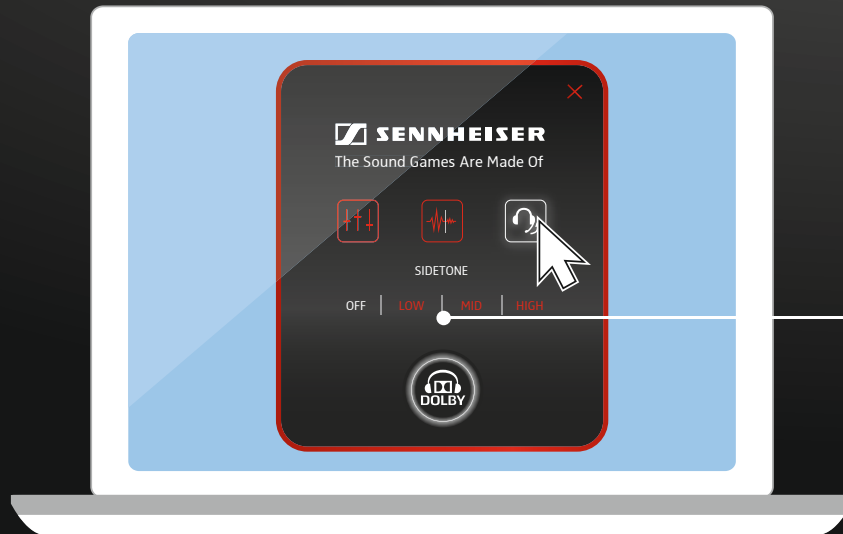 SENNHEISER
The Sound Games Are Made Of
SIDETONE
OFF LOW MID HIGH
DOLBY